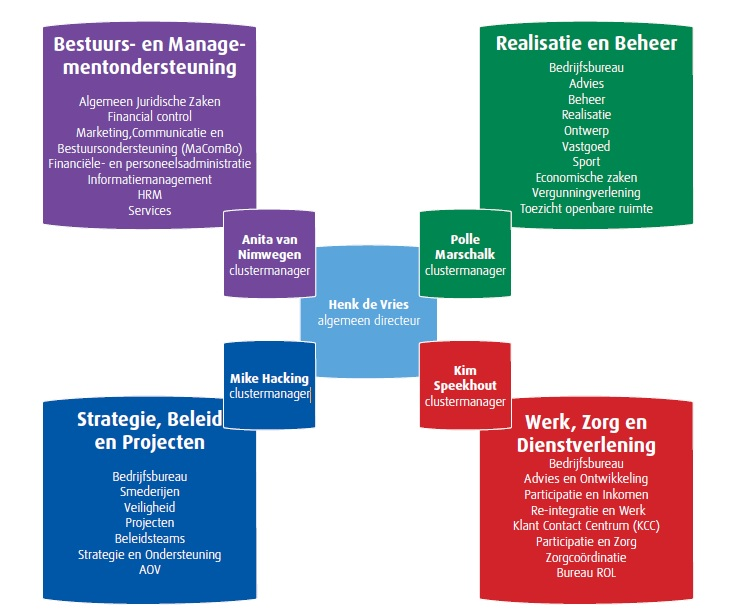 Bestuurs- en Manage-
mentondersteuning
Algemeen Juridische Zaken
Financial control
Marketing,Communicatie en
Bestuursondersteuning (MaComBo)
Financiële- en personeelsadministratie
Informatiemanagement
HRM
Services
Realisatie en Beheer
Bedrijfsbureau
Advies
Beheer
Realisatie
Ontwerp
Vastgoed
Sport
Economische zaken
Vergunningverlening
Toezicht openbare ruimte
Anita van
Nimwegen
clustermanager
Polle
Marschalk
clustermanager
Henk de Vries
algemeen directeur
Mike Hacking
clustermanager
Kim
Speekhout
clustermanager
Strategie, Beleid
en Projecten
Bedrijfsbureau
Smederijen
Veiligheid
Projecten
Beleidsteams
Strategie en Ondersteuning
AOV
Werk, Zorg en
Dienstverlening
Bedrijfsbureau
Advies en Ontwikkeling
Participatie en Inkomen
Re-integratie en Werk
Klant Contact Centrum (KCC)
Participatie en Zorg
Zorgcoördinatie
Bureau ROL